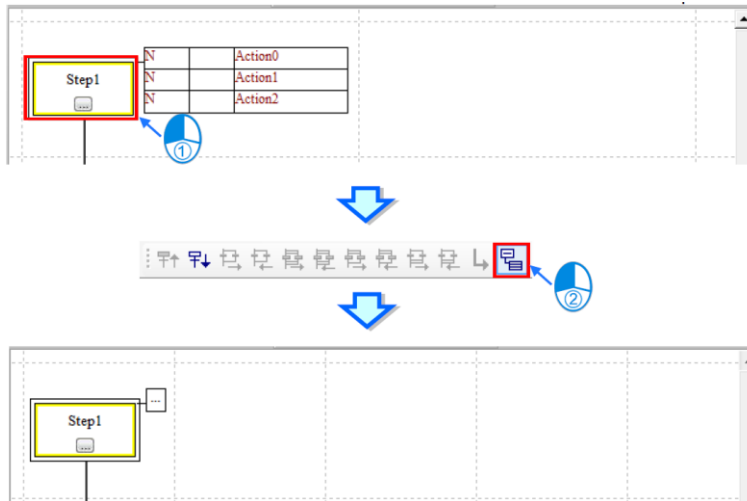 N Action0
Step1 N Action1
... N Action2
①
②
...
Step1
...